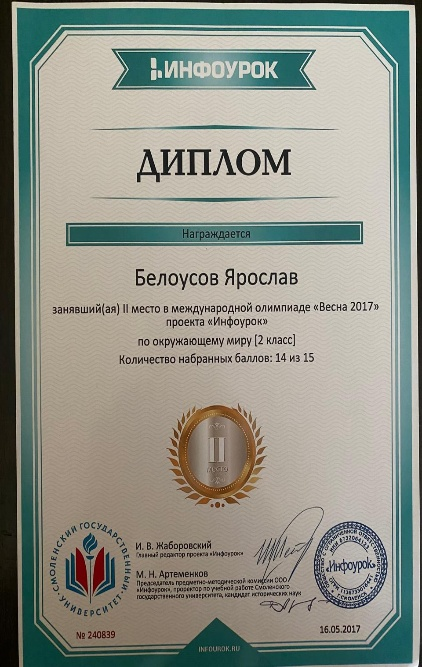 ИНФОУРОК
ДИПЛОМ
Награждается
Белоусов Ярослав
занявший(ая) II место в международной олимпиаде «Весна 2017»
проекта «Инфоурок»
по окружающему миру [2 класс]
Количество набранных баллов: 14 из 15
II
МЕСТО
СМОЛЕНСКИЙ ГОСУДАРСТВЕННЫЙ
УНИВЕРСИТЕТ
И. В. Жаборовский
Главный редактор проекта «Инфоурок»
М. Н. Артеменков
Председатель предметно-методической комиссии ООО
«Инфоурок», проректор по учебной работе Смоленского
государственного университета, кандидат исторических наук
«Инфоурок»
№ 240839
16.05.2017
INFOUROK.RU